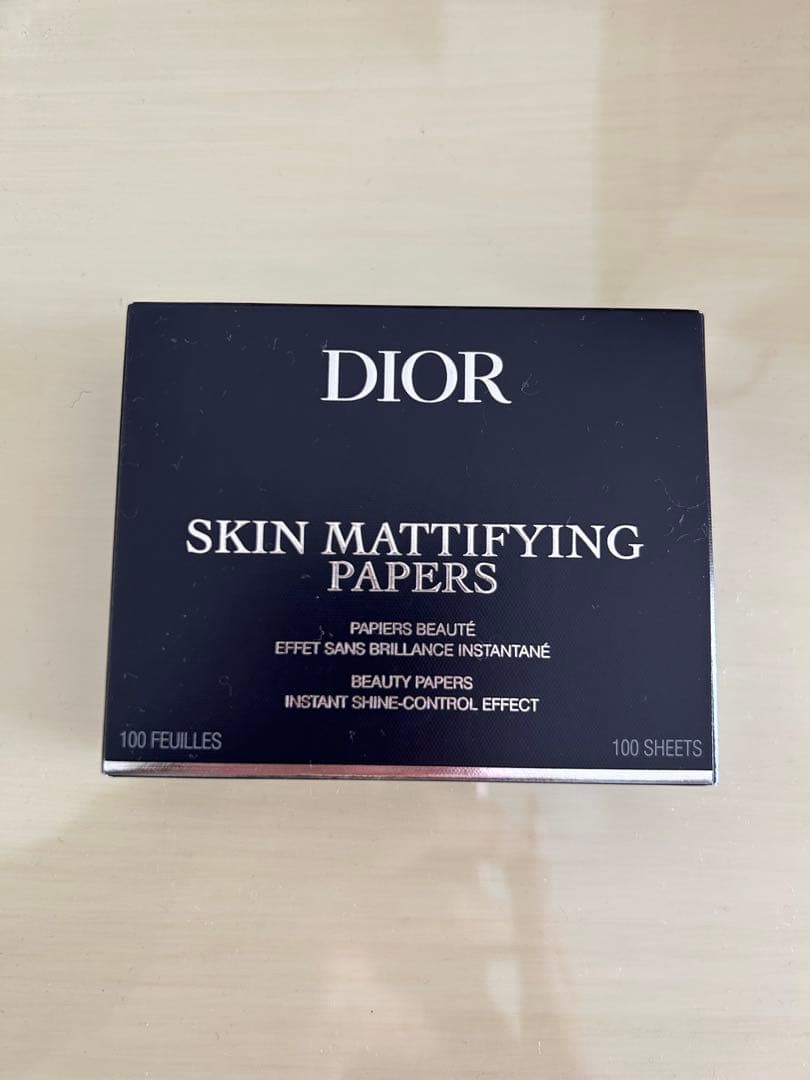 DIOR
SKIN MATTIFYING
PAPERS
PAPIERS BEAUTÉ
EFFET SANS BRILLANCE INSTANTANÉ
BEAUTY PAPERS
INSTANT SHINE-CONTROL EFFECT
100 FEUILLES
100 SHEETS